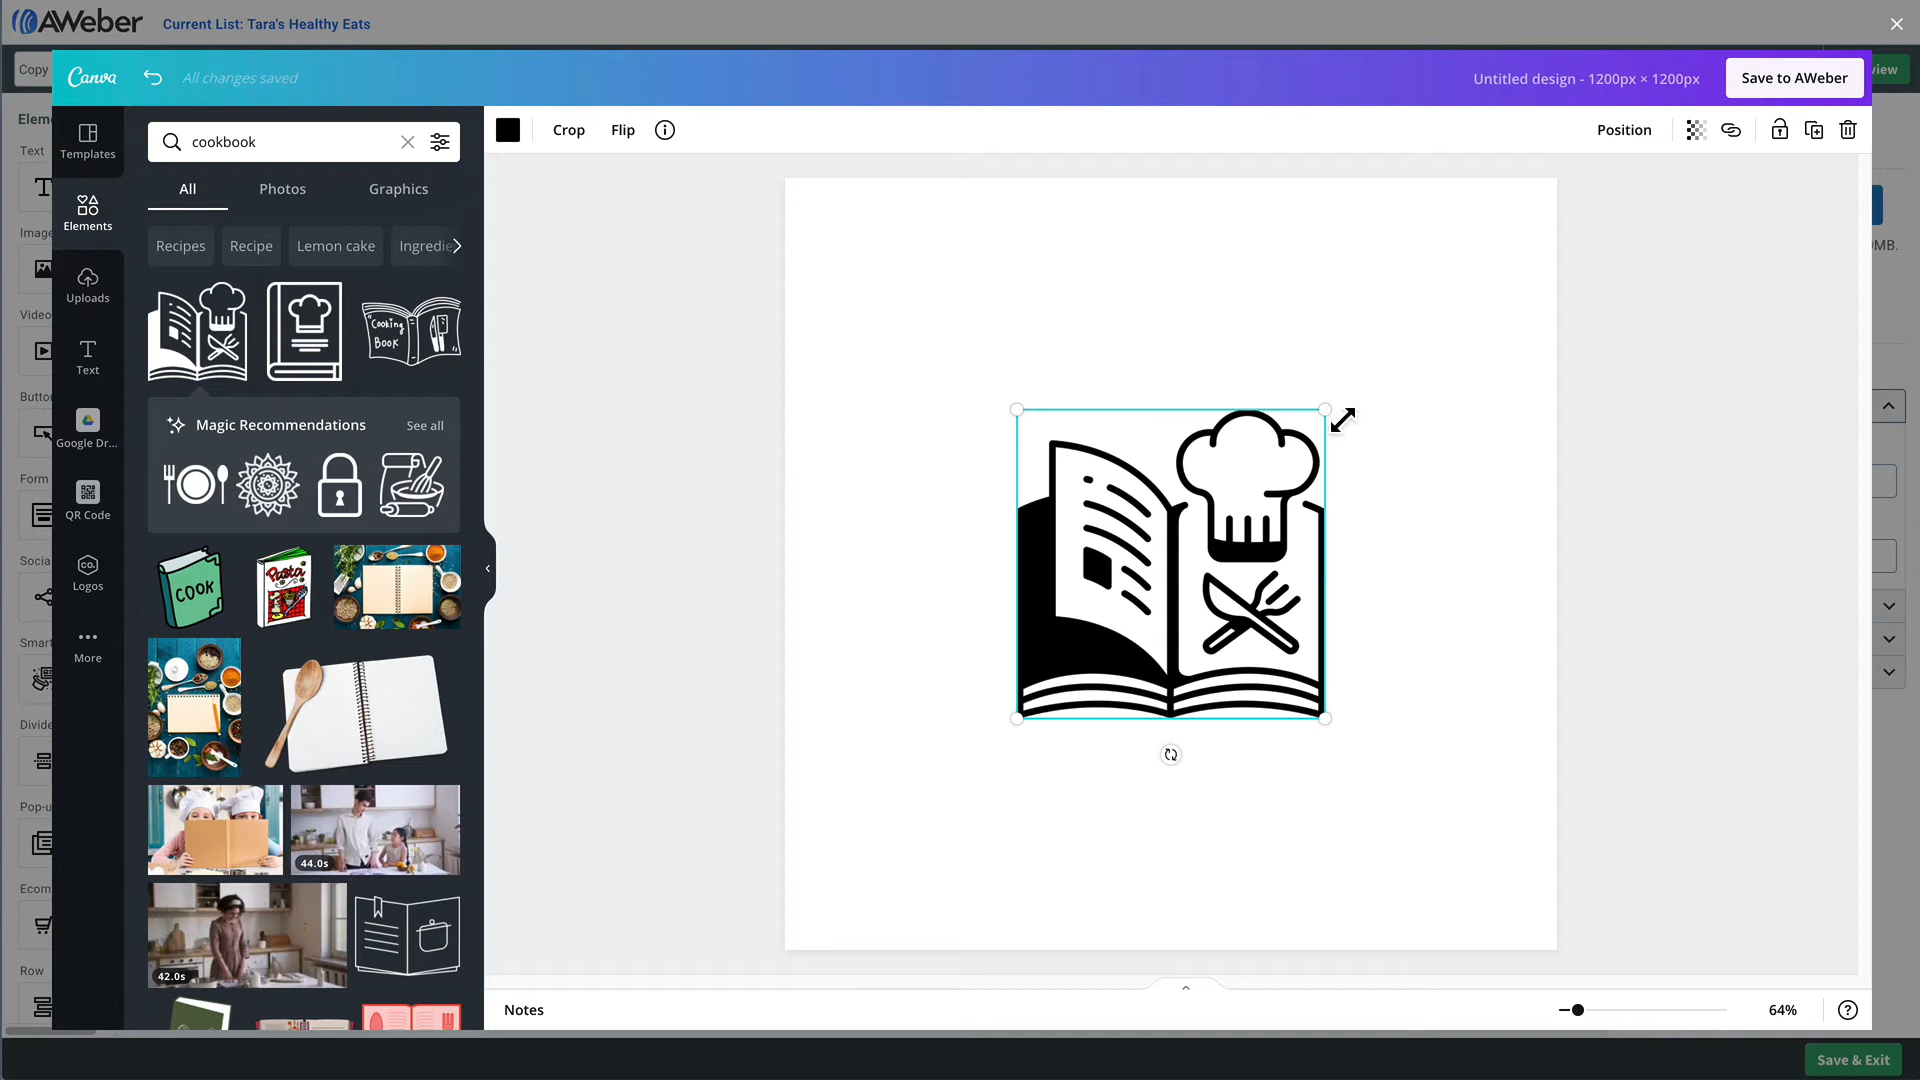 AWeber
Current List: Tara's Healthy Eats
Copy
Canva
All changes saved
Untitled design - 1200px × 1200px
Save to AWeber
iew
Elem
Templates
cookbook
Crop
Flip
Position
Text
All
Photos
Graphics
Elements
Image
Recipes
Recipe
Lemon cake
Ingredie
MB.
Uploads
Video
Cooking
Book
Text
Button
Magic Recommendations
See all
Google Dr...
Form
QR Code
Socia
CO.
Logos
COOK
Pasta
Smart
More
Divide
Pop-u
44.0s
Ecom
42.0s
Row
Notes
64%
Save & Exit